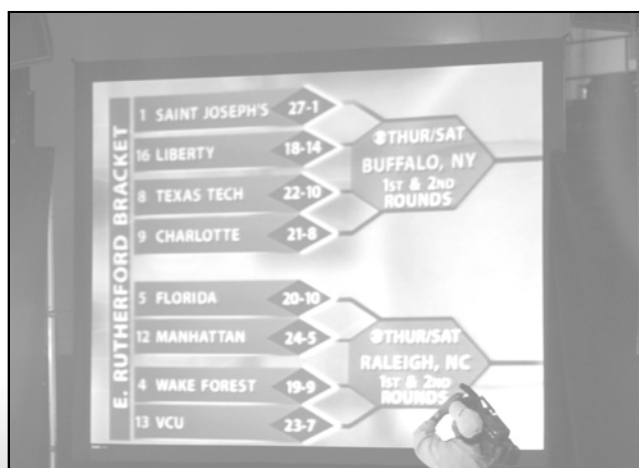 E. RUTHERFORD BRACKET
1 SAINT JOSEPH'S 27-1
16 LIBERTY 18-14
8 TEXAS TECH 22-10
9 CHARLOTTE 21-8
THUR/SAT
BUFFALO, NY
1ST & 2ND
ROUNDS
5 FLORIDA 20-10
12 MANHATTAN 24-5
4 WAKE FOREST 19-9
13 VCU 23-7
THUR/SAT
RALEIGH, NC
1ST & 2ND
ROUNDS